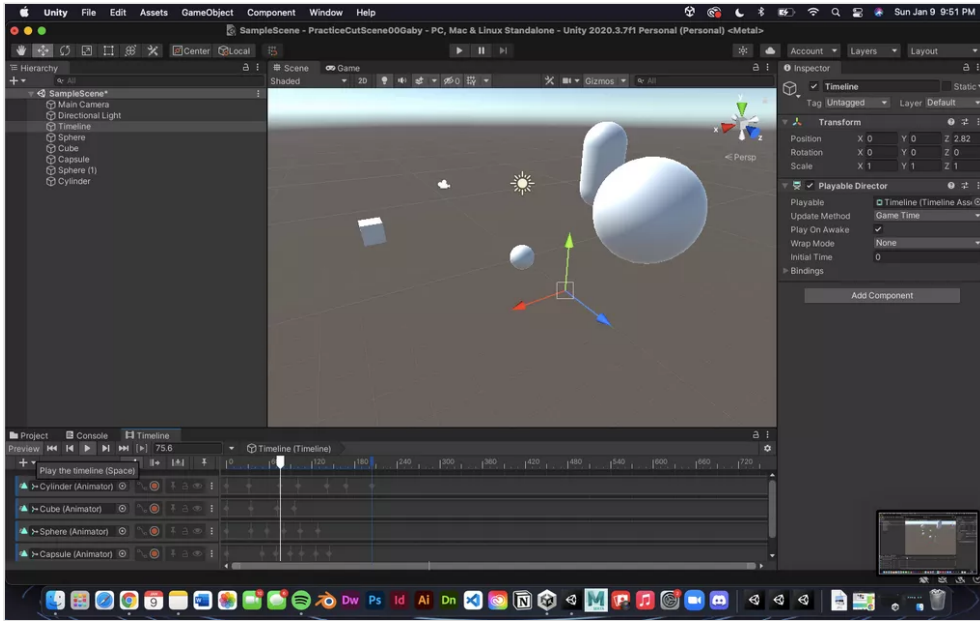 Unity File Edit Assets GameObject Component Window Help Sun Jan 9 9:51 PM
SampleScene - PracticeCutScene00Gaby - PC, Mac & Linux Standalone - Unity 2020.3.7f1 Personal (Personal) <Metal>
Center Local Account Layers Layout
Hierarchy
All
SampleScene*
Main Camera
Directional Light
Timeline
Sphere
Cube
Capsule
Sphere (1)
Cylinder
Scene Game
Shaded 2D 0 Gizmos All
y
x
z
Persp
Inspector
Timeline Static
Tag Untagged Layer Default
Transform
Position X 0 Y 0 Z 2.82
Rotation X 0 Y 0 Z 0
Scale X 1 Y 1 Z 1
Playable Director
Playable Timeline (Timeline Ass
Update Method Game Time
Play On Awake
Wrap Mode None
Initial Time 0
Bindings
Add Component
Project Console Timeline
Preview 75.6 Timeline (Timeline)
0 120 180 240 300 360 420 480 540 600 660 720
Play the timeline (Space)
Cylinder (Animator)
Cube (Animator)
Sphere (Animator)
Capsule (Animator)
9 Dw Ps Id Ai Dn